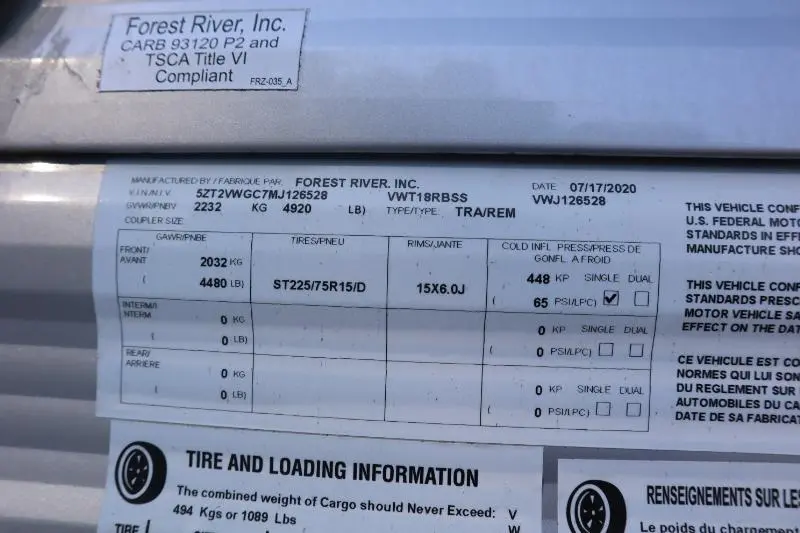 Forest River, Inc.
CARB 93120 P2 and
TSCA Title VI
Compliant
FRZ-035_A
MANUFACTURED BY / FABRIQUE PAR: FOREST RIVER. INC. DATE 07/17/2020
V.I.N./N.I.V. 5ZT2VWGC7MJ126528 VWT18RBSS VWJ126528
GVWR/PNBV 2232 KG 4920 LB) TYPE/TYPE: TRA/REM
COUPLER SIZE:
GAWR/PNBE TIRES/PNEU RIMS/JANTE COLD INFL. PRESS/PRESS DE
GONFL. A FROID
FRONT/
AVANT 2032 KG 448 KP SINGLE DUAL
( 4480 LB) ST225/75R15/D 15X6.0J ( 65 PSI/LPC)
INTERM/I
NTERM 0 KG 0 KP SINGLE DUAL
( 0 LB) ( 0 PSI/LPC)
REAR/
ARRIERE 0 KG 0 KP SINGLE DUAL
( 0 LB) ( 0 PSI/LPC)
THIS VEHICLE CONF
U.S. FEDERAL MOTO
STANDARDS IN EFFE
MANUFACTURE SHO
THIS VEHICLE CONF
STANDARDS PRESC
MOTOR VEHICLE SA
EFFECT ON THE DAT
CE VEHICULE EST CO
NORMES QUI LUI SON
DU REGLEMENT SUR
AUTOMOBILES DU CA
DATE DE SA FABRICAT
TIRE AND LOADING INFORMATION
The combined weight of Cargo should Never Exceed: V
494 Kgs or 1089 Lbs W
TIRE
RENSEIGNEMENTS SUR LES
Le poids du chargement